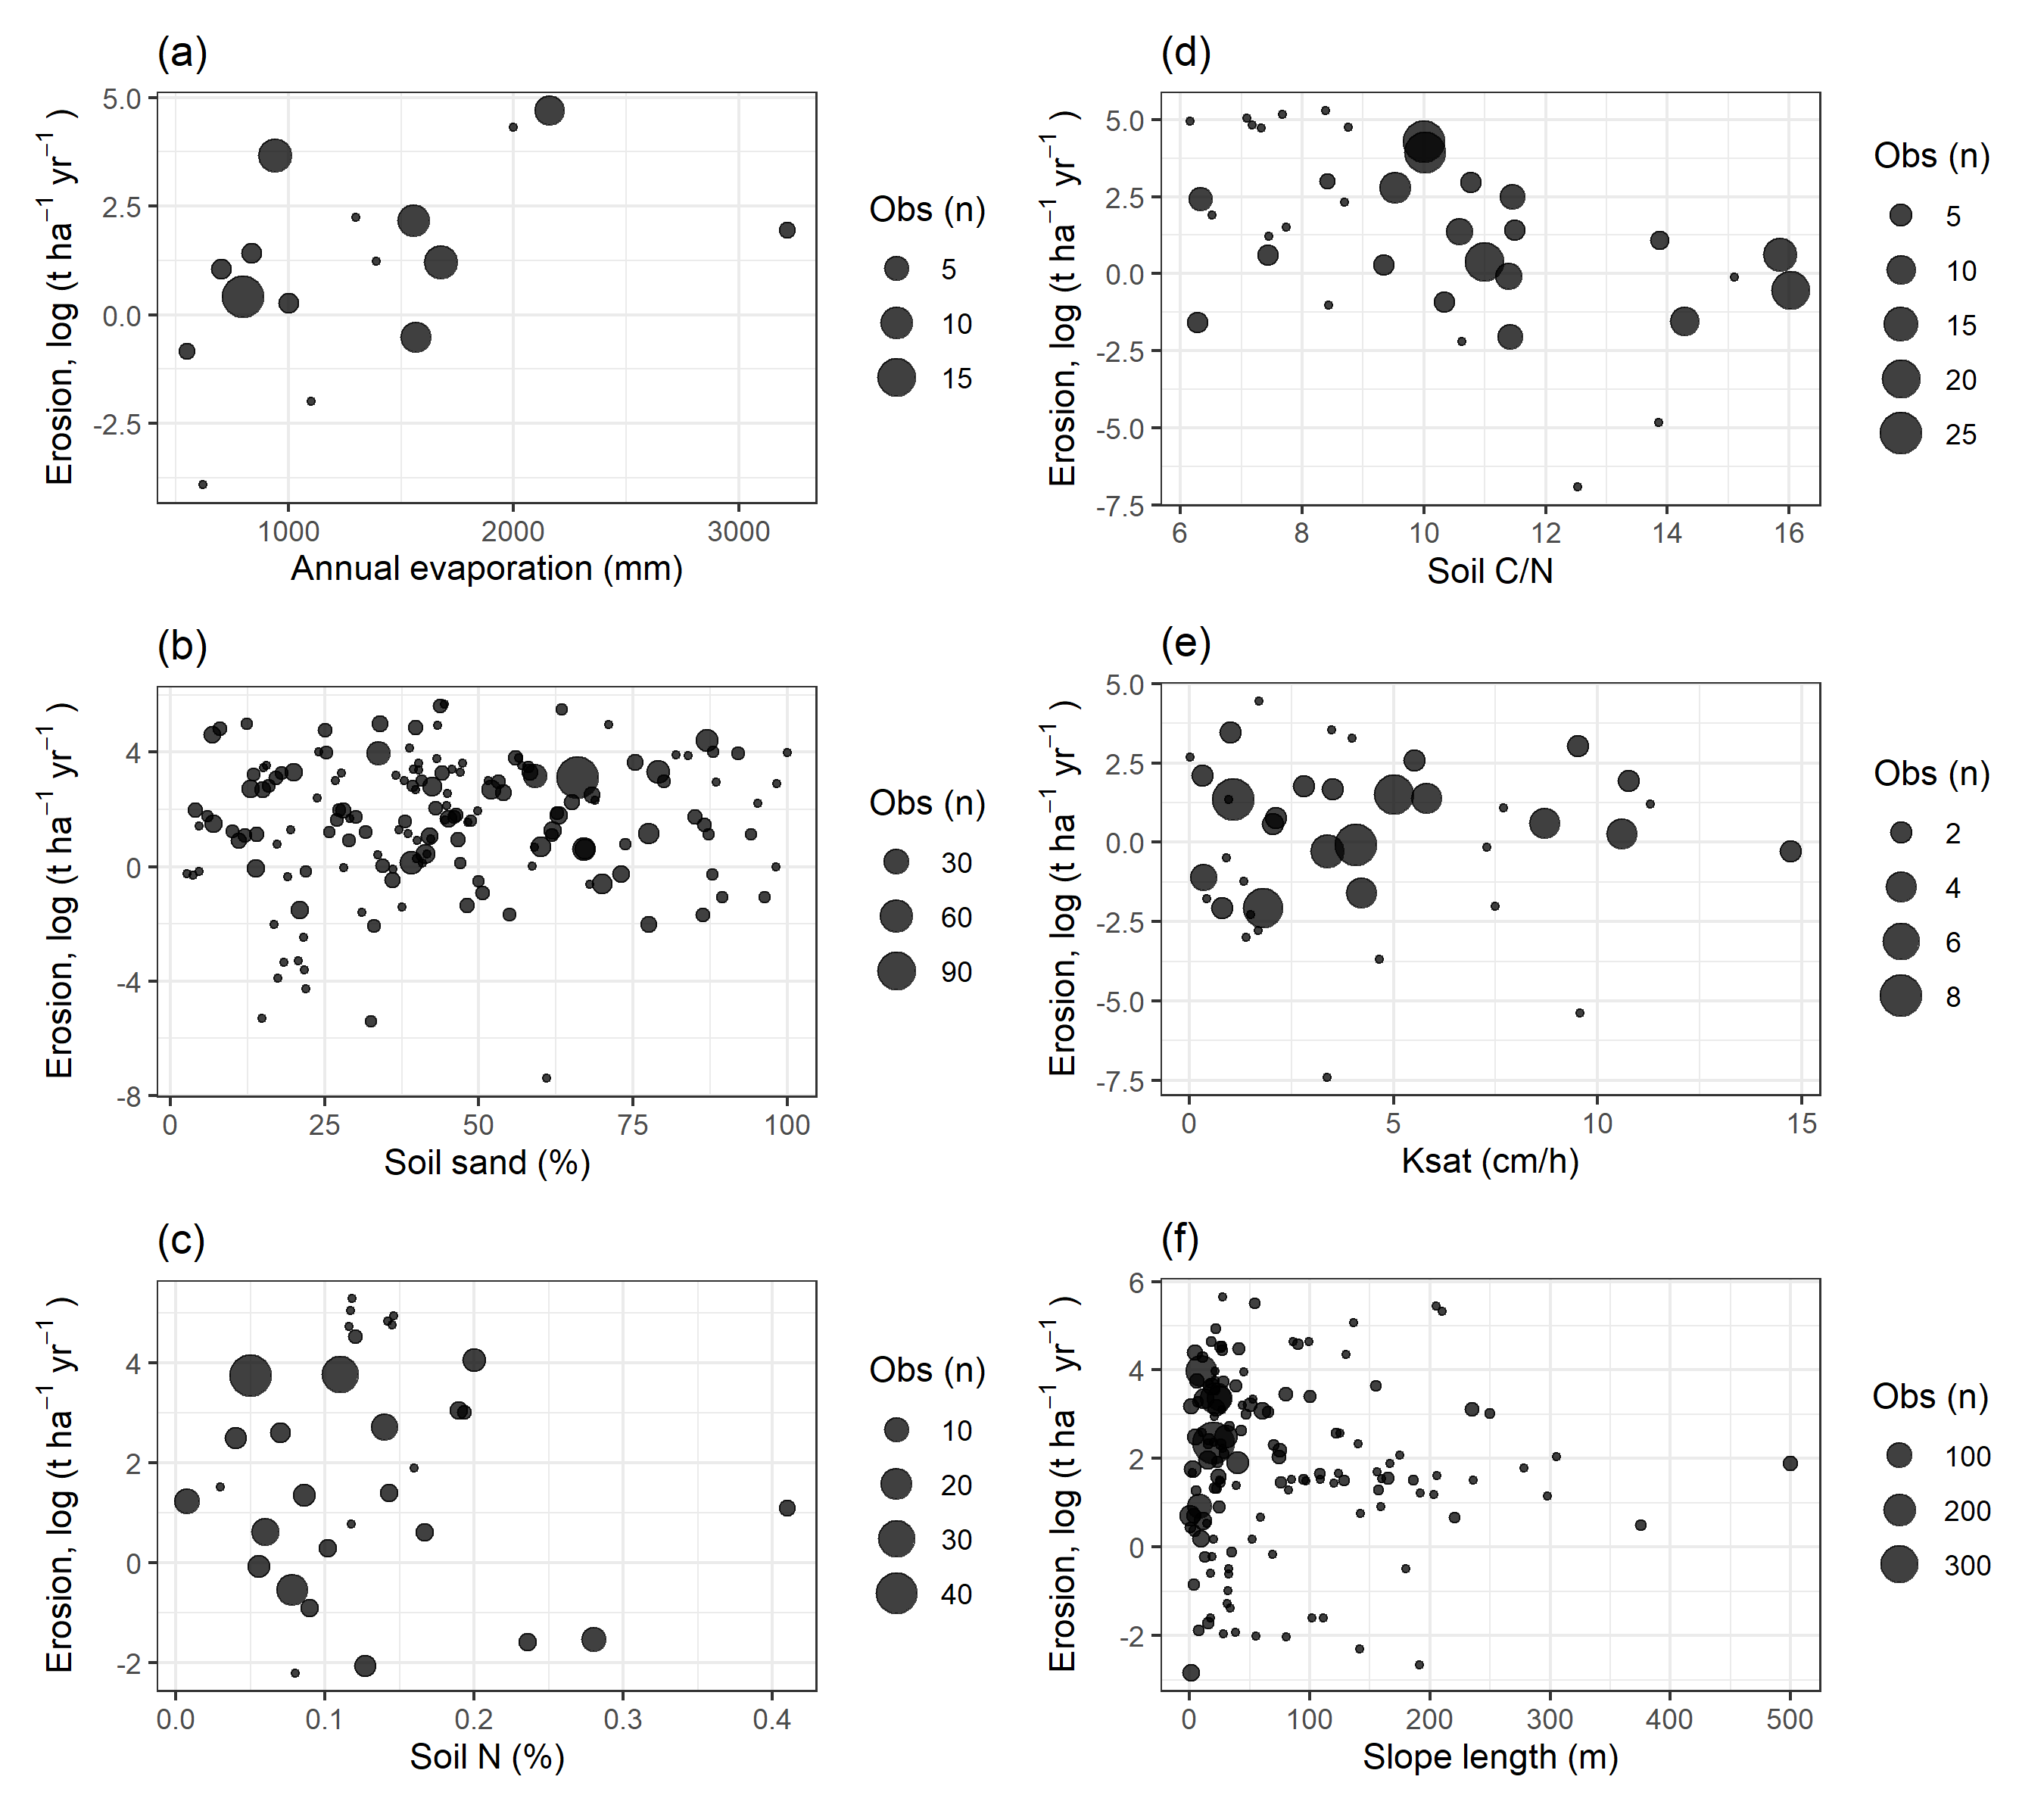 (a)
Erosion, log (t ha−1 yr−1 )
5.0
2.5
0.0
-2.5
1000 2000 3000
Annual evaporation (mm)
Obs (n)
5
10
15
(d)
Erosion, log (t ha−1 yr−1 )
5.0
2.5
0.0
-2.5
-5.0
-7.5
6 8 10 12 14 16
Soil C/N
Obs (n)
5
10
15
20
25
(b)
Erosion, log (t ha−1 yr−1 )
4
0
-4
-8
0 25 50 75 100
Soil sand (%)
Obs (n)
30
60
90
(e)
Erosion, log (t ha−1 yr−1 )
5.0
2.5
0.0
-2.5
-5.0
-7.5
0 5 10 15
Ksat (cm/h)
Obs (n)
2
4
6
8
(c)
Erosion, log (t ha−1 yr−1 )
4
2
0
-2
0.0 0.1 0.2 0.3 0.4
Soil N (%)
Obs (n)
10
20
30
40
(f)
Erosion, log (t ha−1 yr−1 )
6
4
2
0
-2
0 100 200 300 400 500
Slope length (m)
Obs (n)
100
200
300